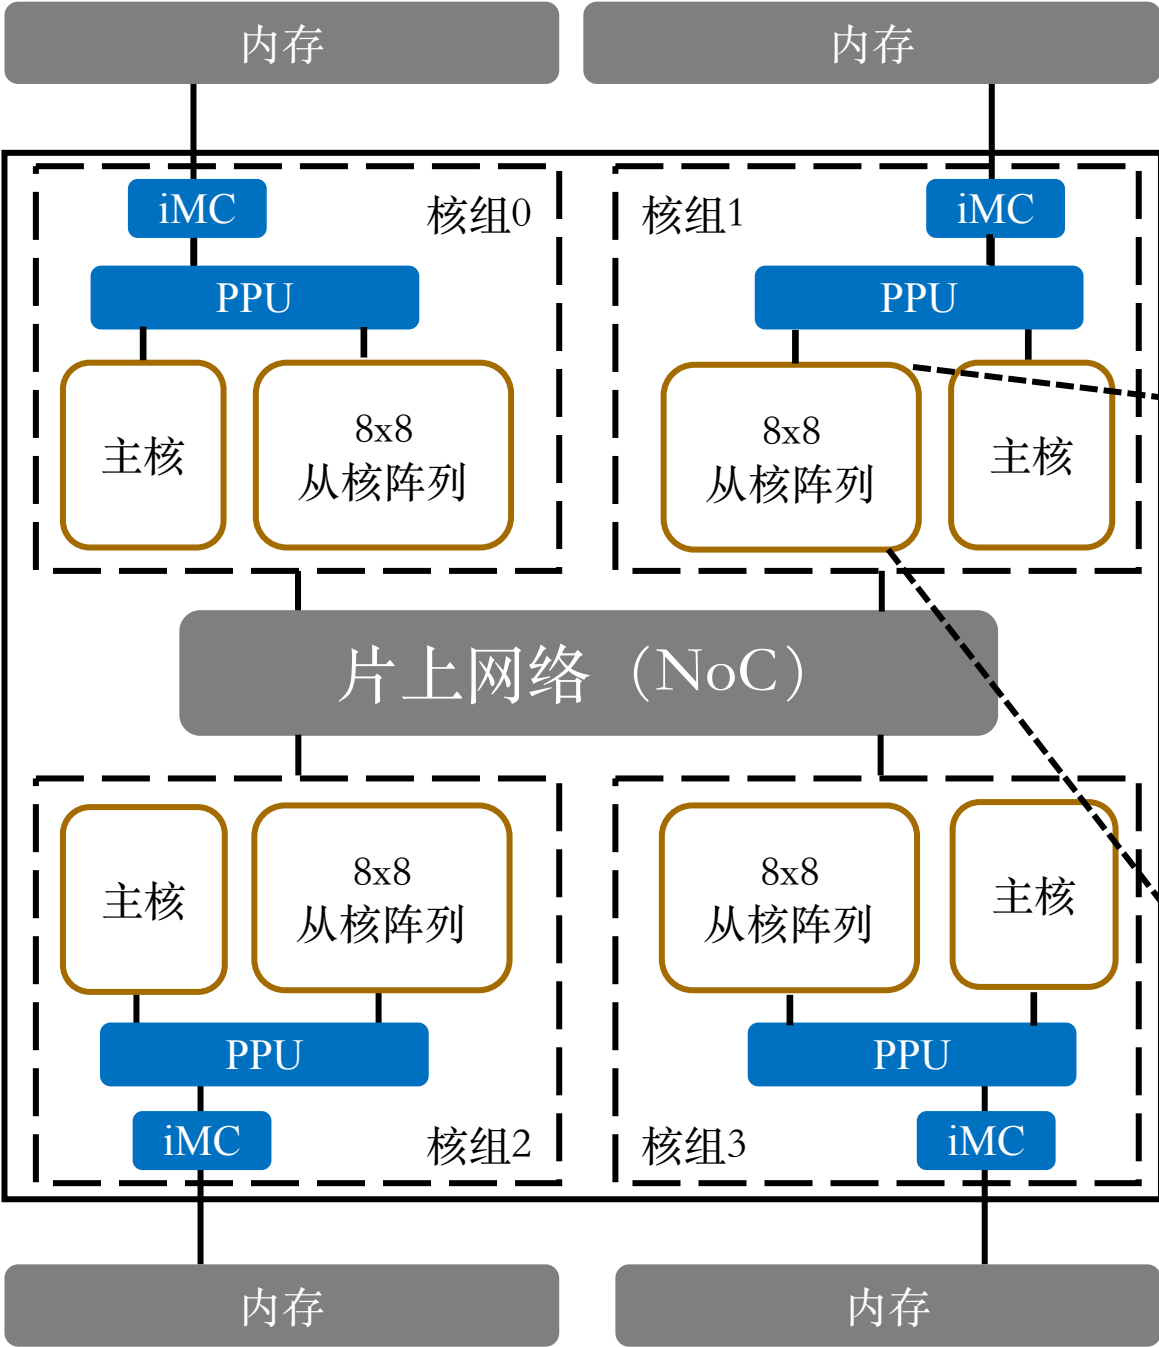 内存
内存
iMC
核组0
PPU
主核
8x8
从核阵列
核组1
iMC
PPU
8x8
从核阵列
主核
片上网络（NoC）
主核
8x8
从核阵列
PPU
iMC
核组2
8x8
从核阵列
主核
PPU
核组3
iMC
内存
内存